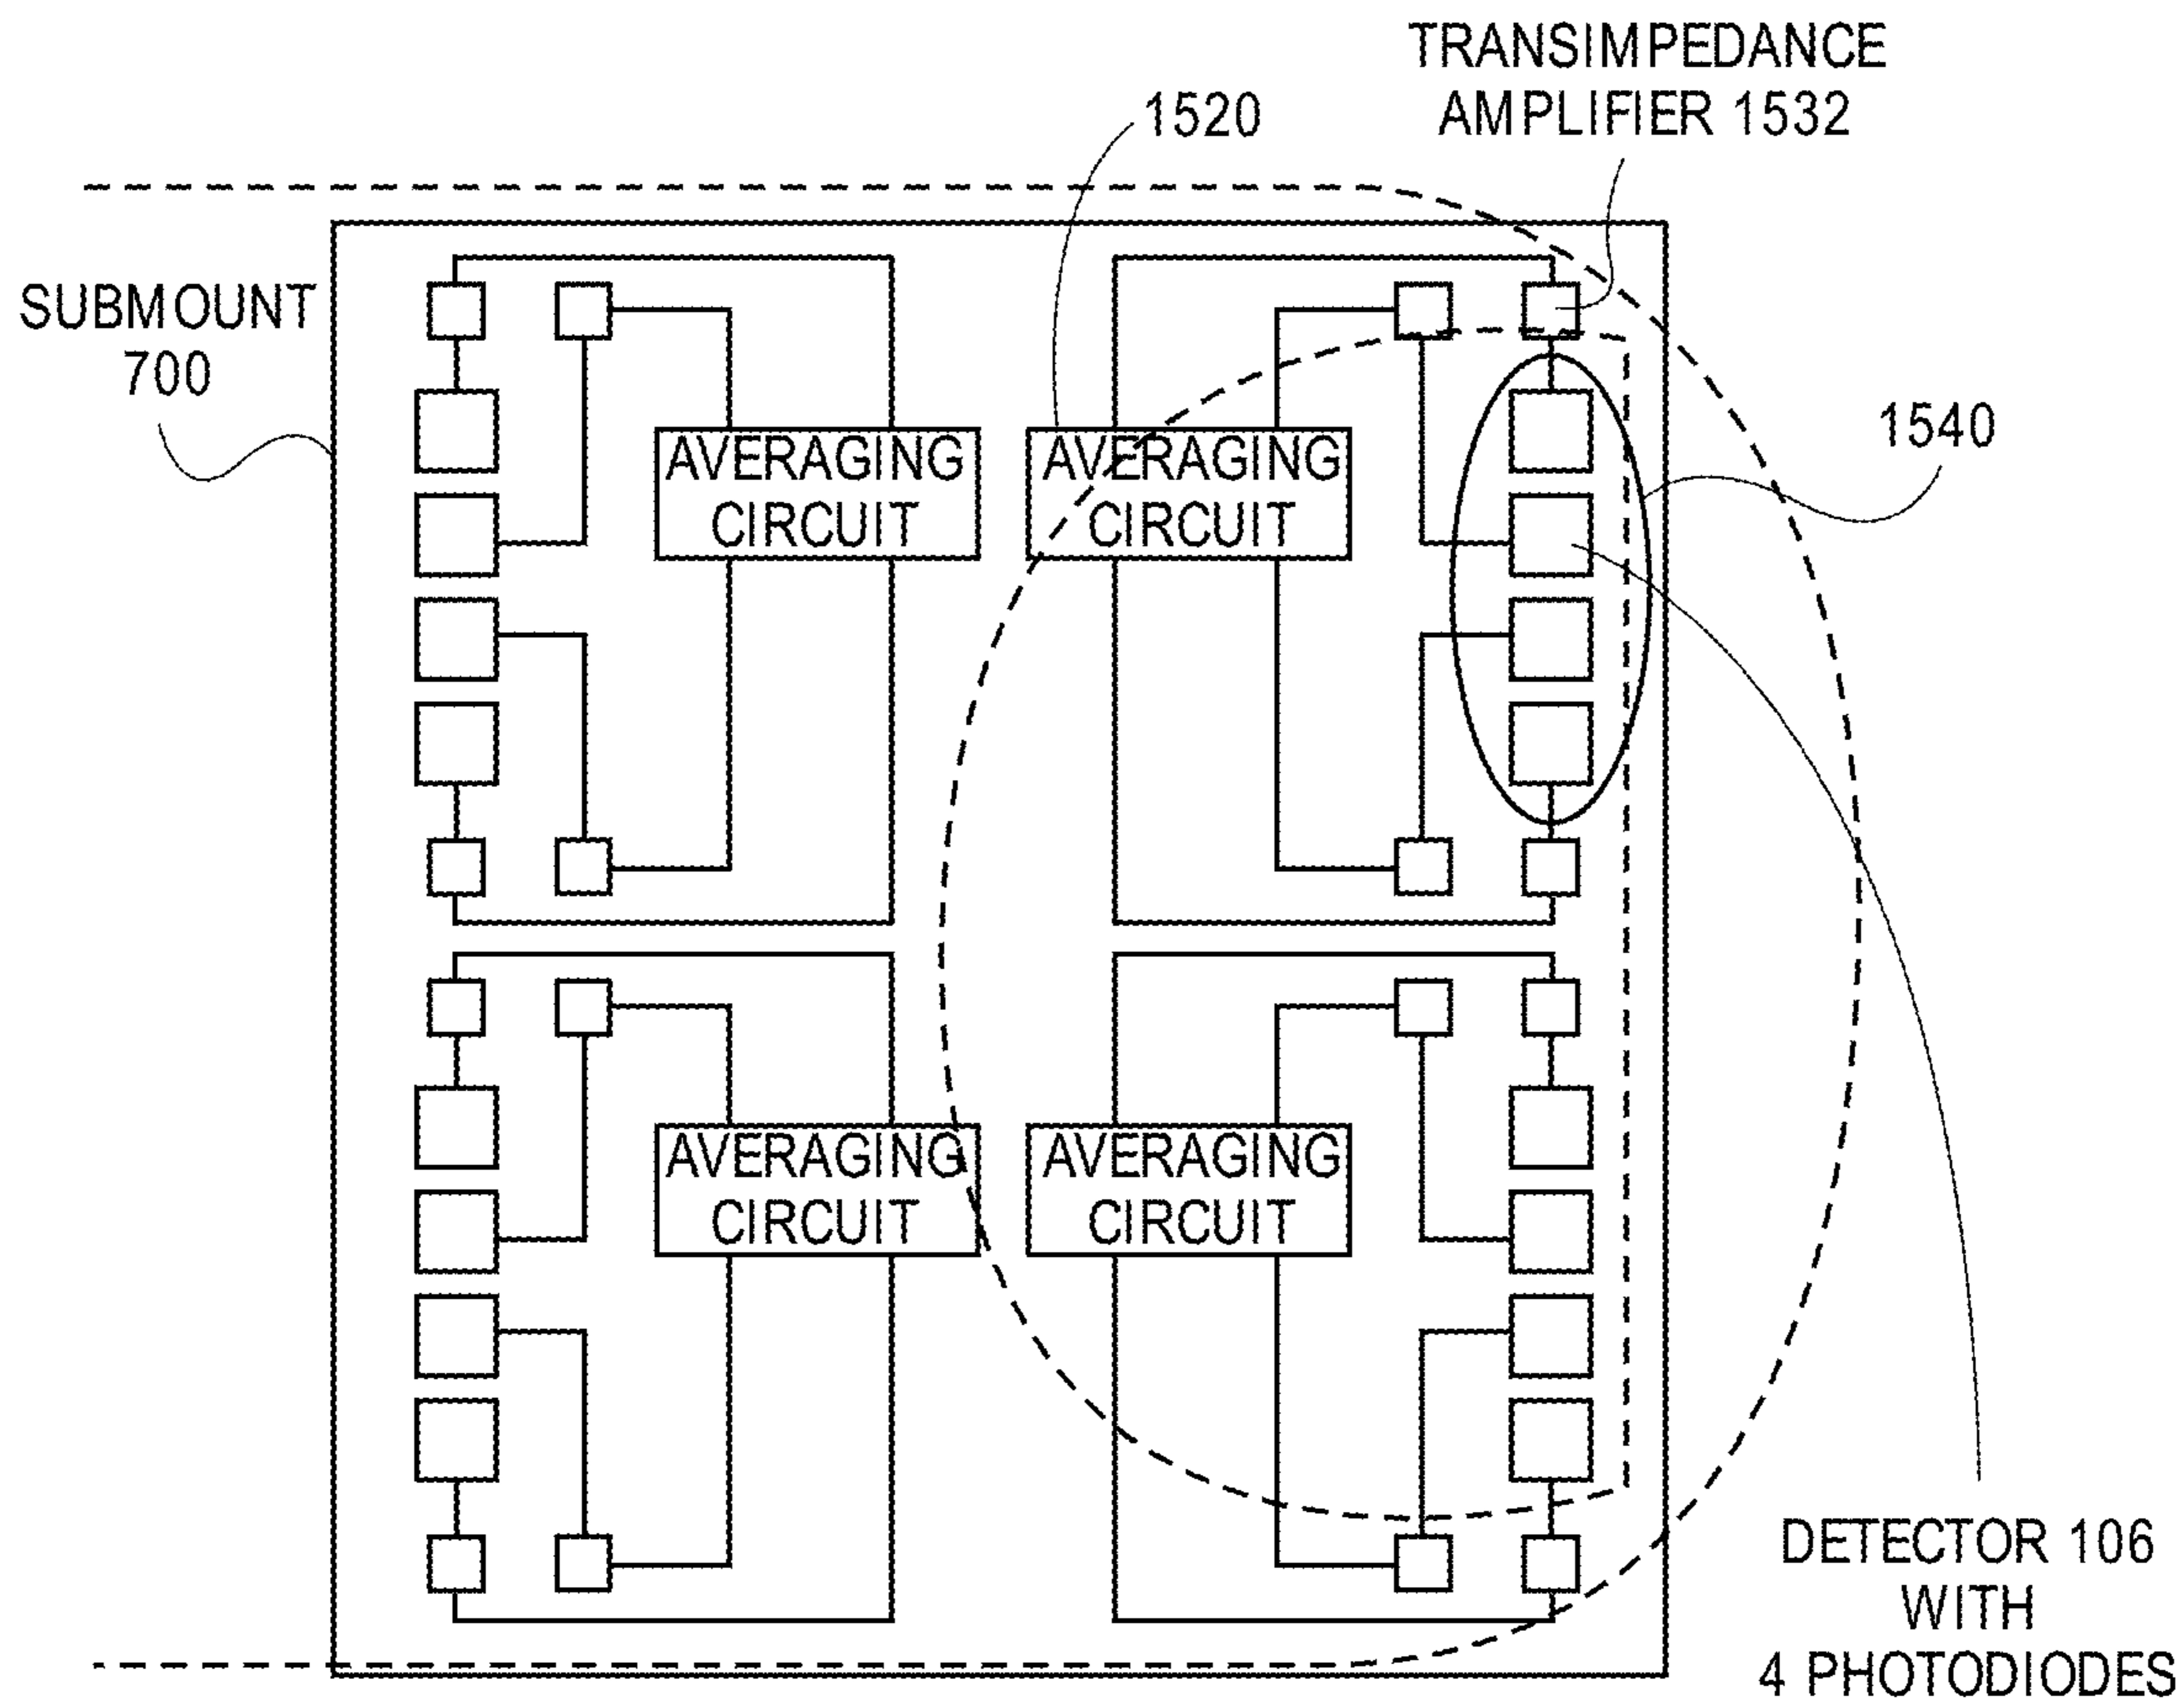 TRANSIMPEDANCE
AMPLIFIER 1532
1520
SUBMOUNT
700
1540
AVERAGING
CIRCUIT
AVERAGING
CIRCUIT
AVERAGING
CIRCUIT
AVERAGING
CIRCUIT
DETECTOR 106
WITH
4 PHOTODIODES